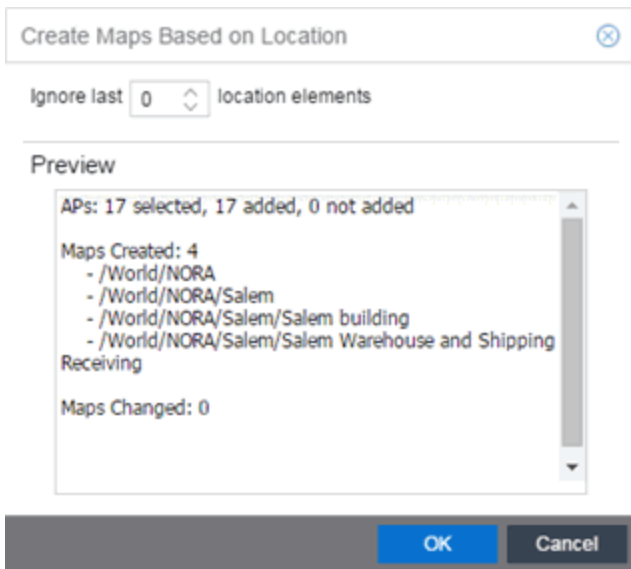 Create Maps Based on Location
Ignore last 0 location elements
Preview
APs: 17 selected, 17 added, 0 not added
Maps Created: 4
- /World/NORA
- /World/NORA/Salem
- /World/NORA/Salem/Salem building
- /World/NORA/Salem/Salem Warehouse and Shipping
Receiving
Maps Changed: 0
OK Cancel